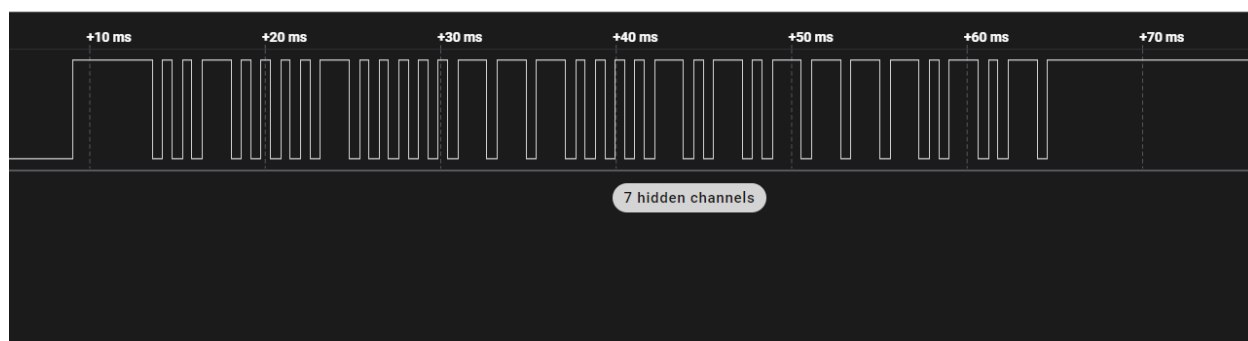 +10 ms +20 ms +30 ms +40 ms +50 ms +60 ms +70 ms
7 hidden channels